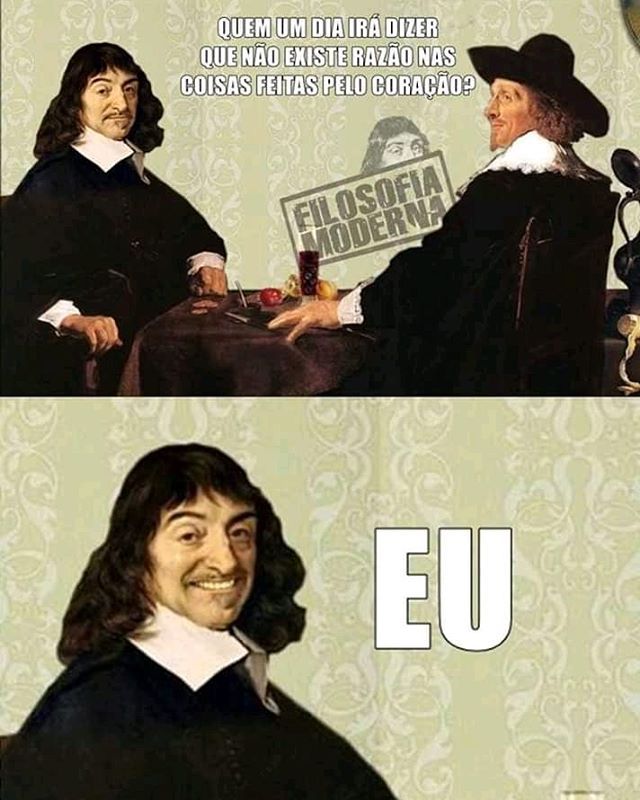 QUEM UM DIA IRÁ DIZER
QUE NÃO EXISTE RAZÃO NAS
COISAS FEITAS PELO CORAÇÃO?
FILOSOFIA
MODERNA
EU